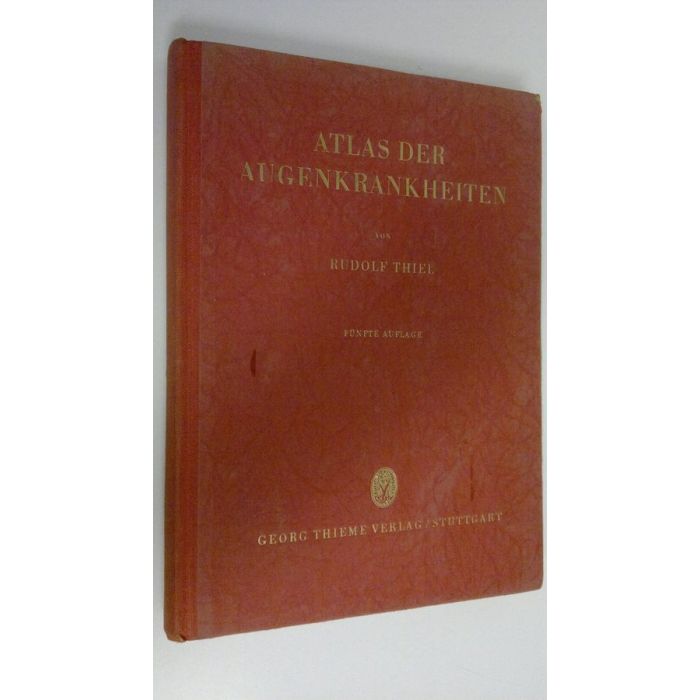 ATLAS DER
AUGENKRANKHEITEN
VON
RUDOLF THIEL
FÜNFTE AUFLAGE
GEORG THIEME VERLAG / STUTTGART